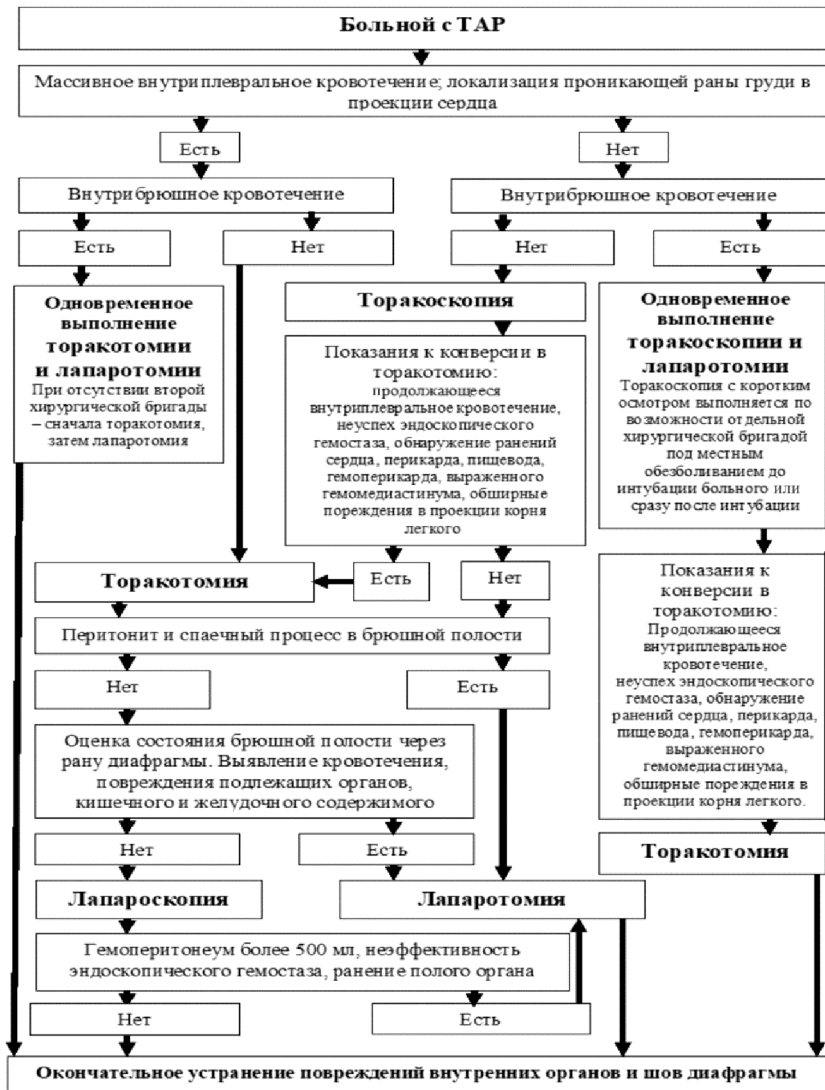 Больной с ТАР
Массивное внутриплевральное кровотечение; локализация проникающей раны груди в
проекции сердца
Есть
Нет
Внутрибрюшное кровотечение
Внутрибрюшное кровотечение
Есть
Нет
Нет
Есть
Одновременное
выполнение
торакотомии
и лапаротомии
При отсутствии второй
хирургической бригады
– сначала торакотомия,
затем лапаротомия
Торакоскопия
Показания к конверсии в
торакотомию:
продолжающееся
внутриплевральное кровотечение,
неуспех эндоскопического
гемостаза, обнаружение ранений
сердца, перикарда, пищевода,
гемоперикарда, выраженного
гемомедиастинума, обширные
пореждения в проекции корня
легкого
Одновременное
выполнение
торакоскопии и
лапаротомии
Торакоскопия с коротким
осмотром выполняется по
возможности отдельной
хирургической бригадой
под местным
обезболиванием до
интубации больного или
сразу после интубации
Торакотомия
Есть
Нет
Показания к
конверсии в
торакотомию:
Продолжающееся
внутриплевральное
кровотечение,
неуспех эндоскопического
гемостаза, обнаружение
ранений сердца, перикарда,
пищевода, гемоперикарда,
выраженного
гемомедиастинума,
обширные пореждения в
проекции корня легкого.
Перитонит и спаечный процесс в брюшной полости
Нет
Есть
Оценка состояния брюшной полости через
рану диафрагмы. Выявление кровотечения,
повреждения подлежащих органов,
кишечного и желудочного содержимого
Нет
Есть
Торакотомия
Лапароскопия
Лапаротомия
Гемоперитонеум более 500 мл, неэффективность
эндоскопического гемостаза, ранение полого органа
Нет
Есть
Окончательное устранение повреждений внутренних органов и шов диафрагмы